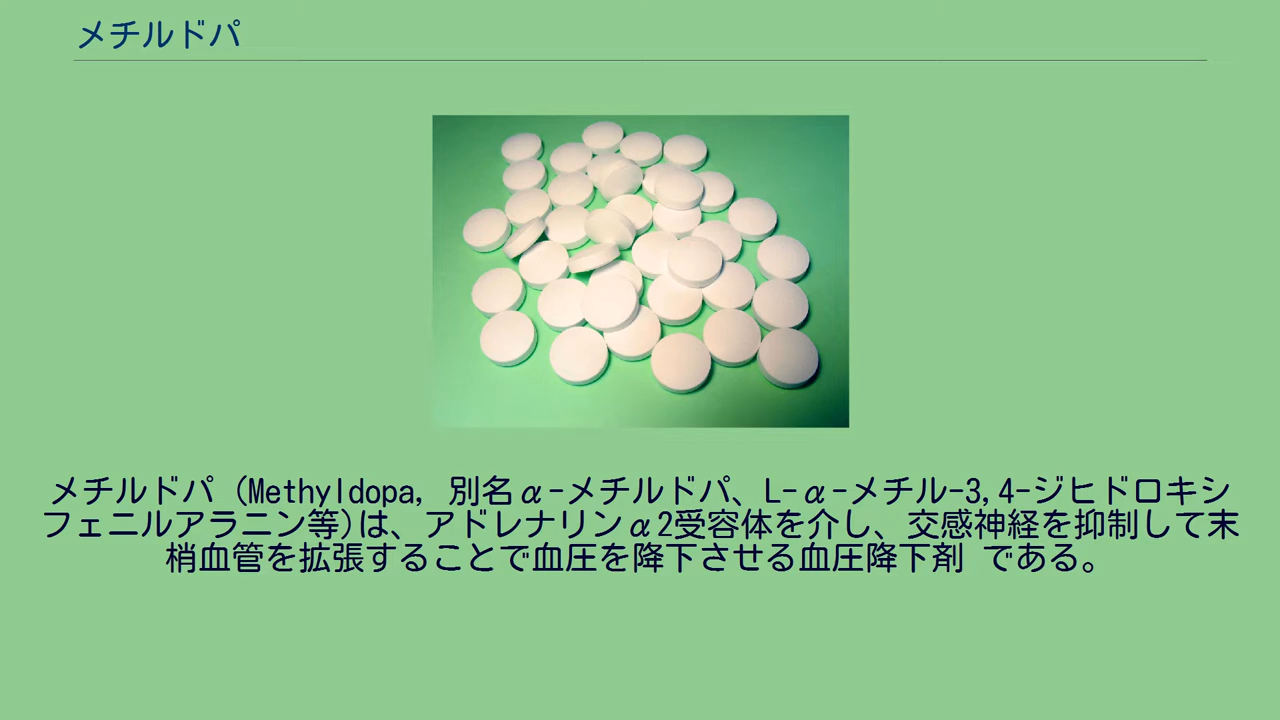 メチルドパ
メチルドパ (Methyldopa, 別名α-メチルドパ、L-α-メチル-3,4-ジヒドロキシ
フェニルアラニン等)は、アドレナリンα2受容体を介し、交感神経を抑制して末
梢血管を拡張することで血圧を降下させる血圧降下剤 である。